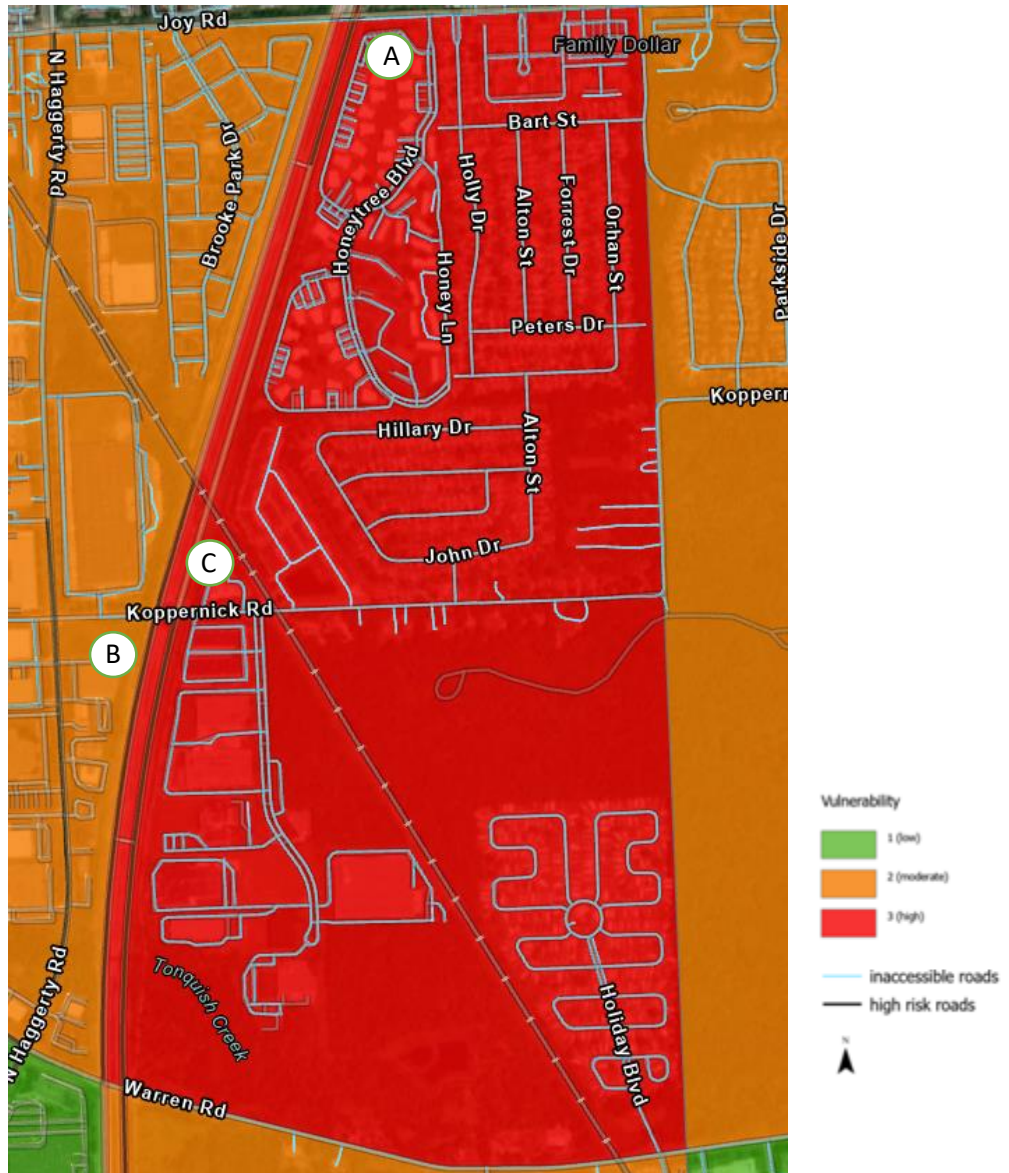 Joy Rd
A
Family Dollar
N Haggerty Rd
Brooke Park Dr
Honeytree Blvd
Bart St
Holly Dr
Alton St
Forrest Dr
Orhan St
Parkside Dr
Honey Ln
Peters Dr
Koppern
Hillary Dr
Alton St
John Dr
C
Koppernick Rd
B
Tonquish Creek
N Haggerty Rd
Holiday Blvd
Warren Rd
Vulnerability
1 (low)
2 (moderate)
3 (high)
inaccessible roads
high risk roads
N